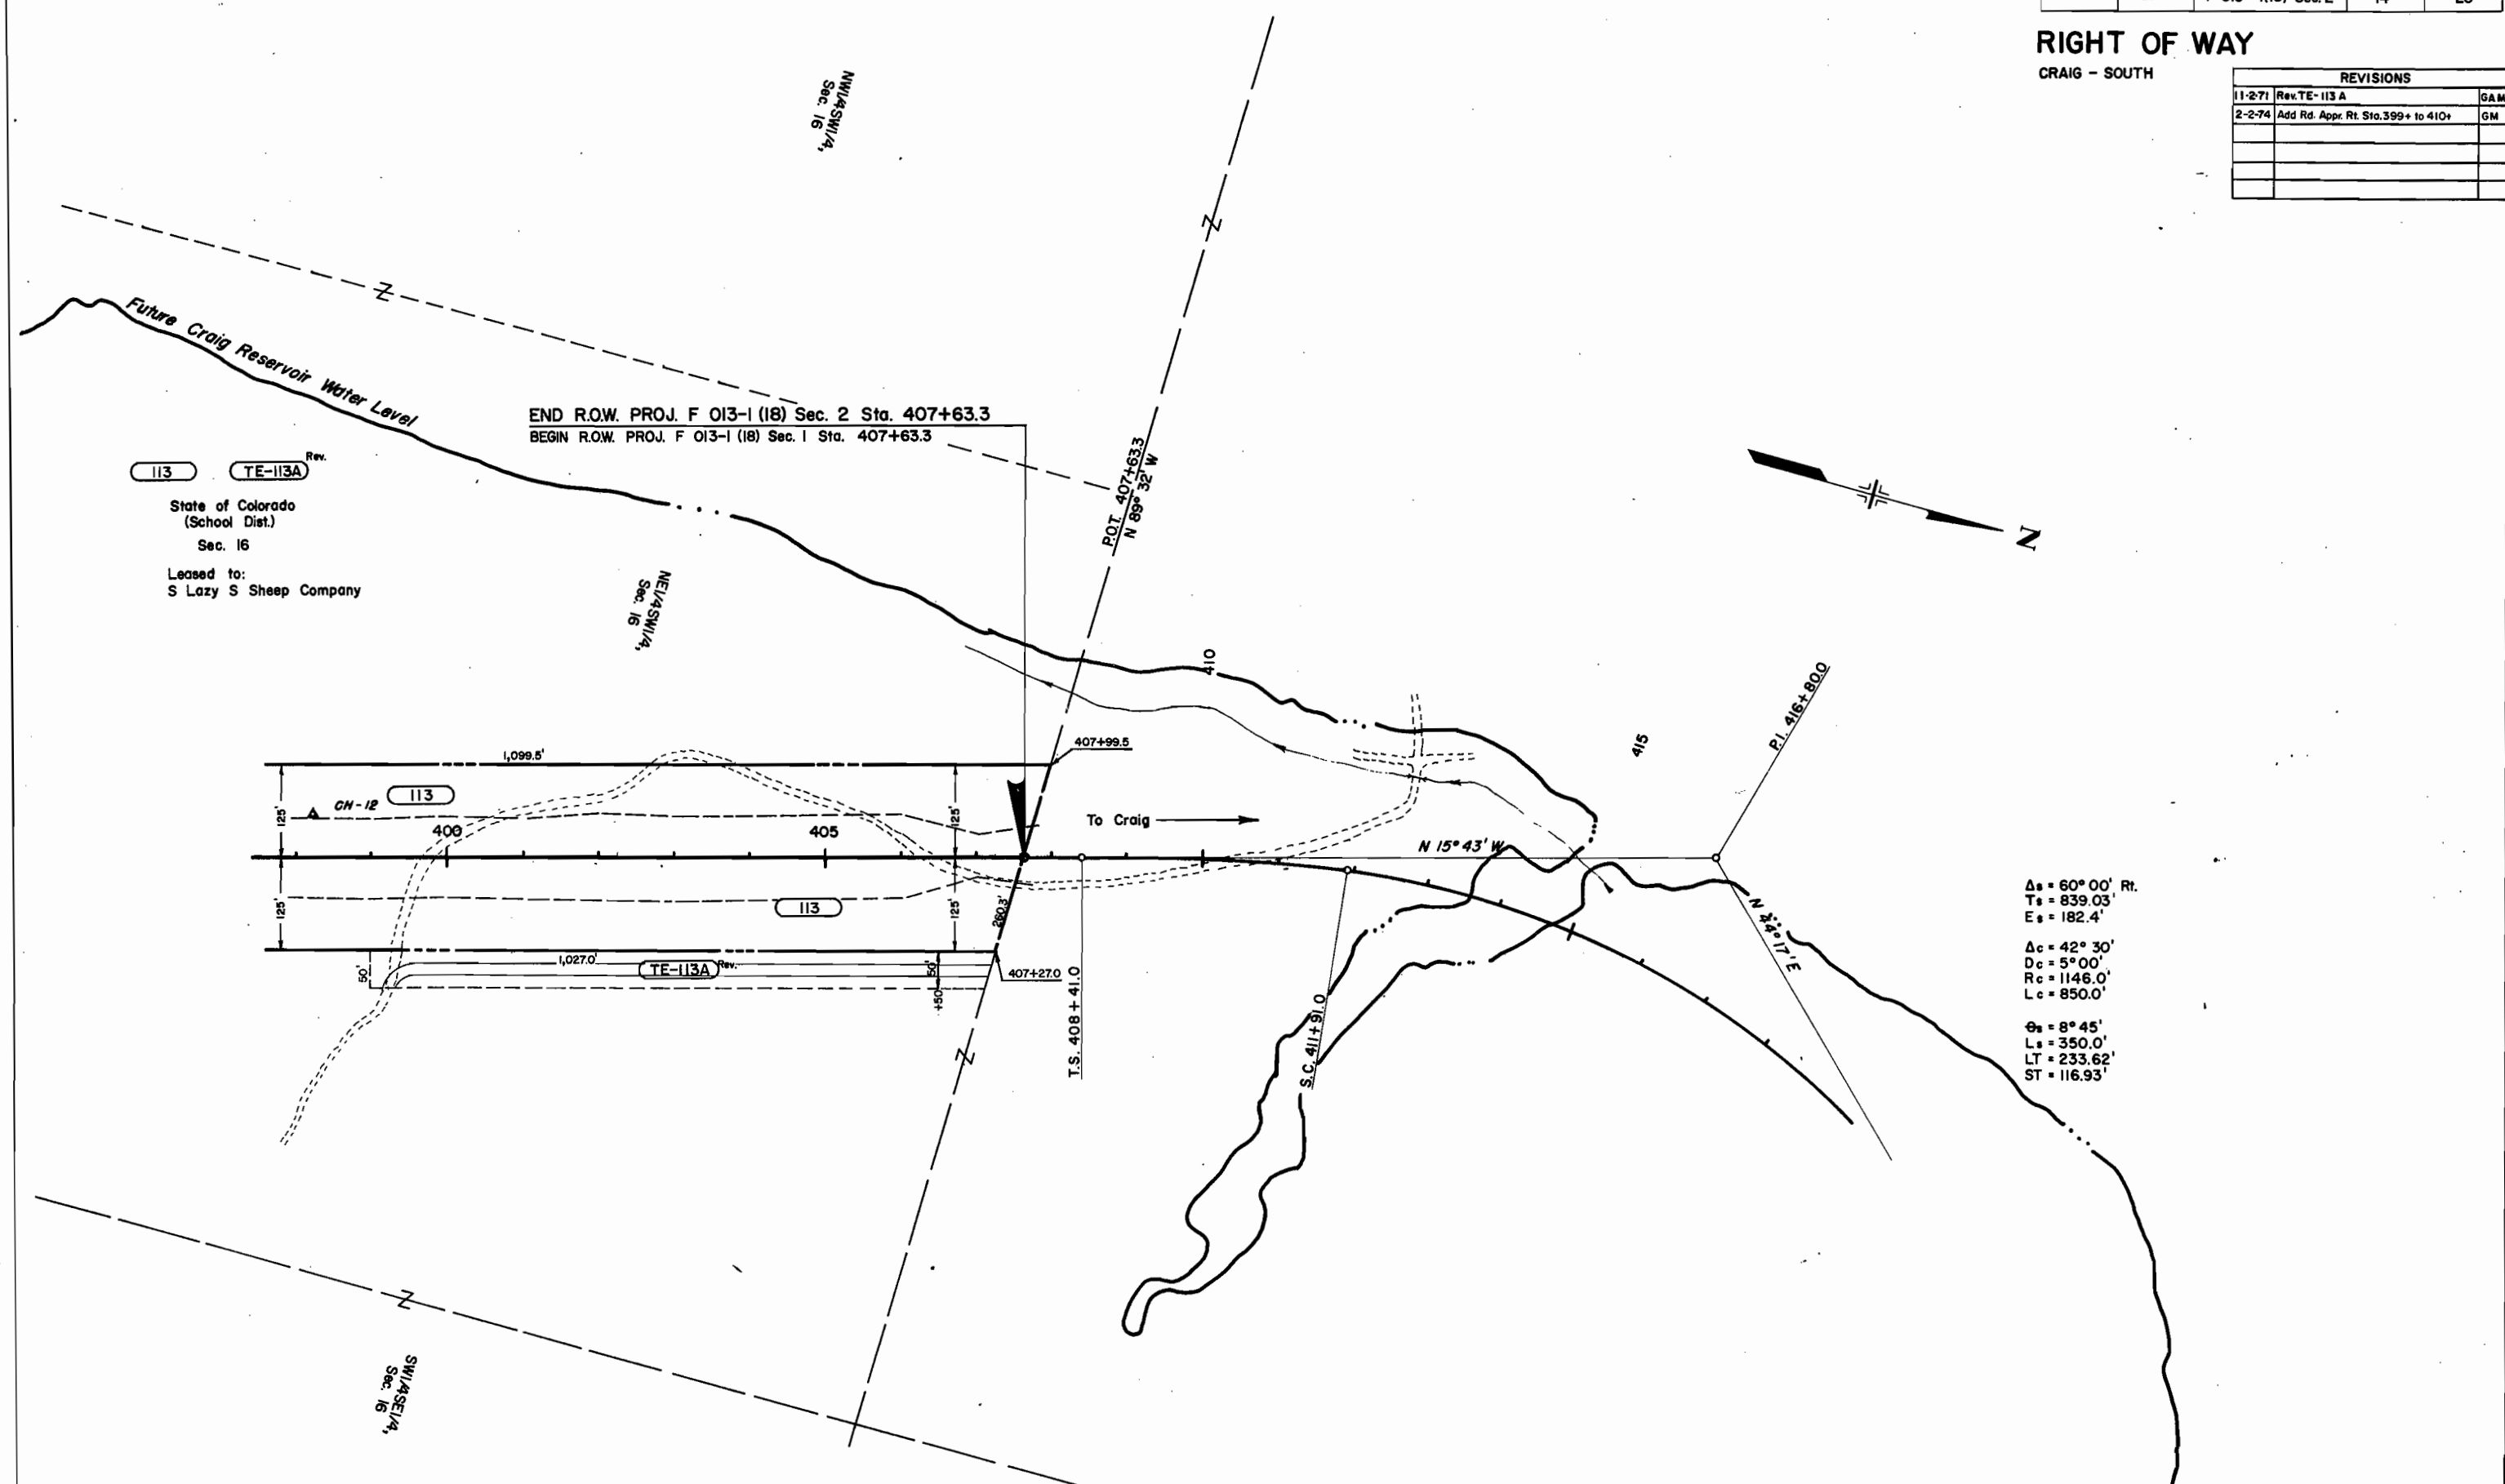 RIGHT OF WAY
CRAIG - SOUTH
REVISIONS
11-2-71 Rev. TE-113 A GAM
2-2-74 Add Rd. Appr. Rt. Sta. 399+ to 410+ GM
NW1/4SW1/4,
Sec. 16
Future Craig Reservoir Water Level
END R.O.W. PROJ. F 013-1 (18) Sec. 2 Sta. 407+63.3
BEGIN R.O.W. PROJ. F 013-1 (18) Sec. 1 Sta. 407+63.3
P.O.T. 407+63.3
N 89° 32' W
113 TE-113A Rev.
State of Colorado
(School Dist.)
Sec. 16
Leased to:
S Lazy S Sheep Company
N
NE1/4SW1/4,
Sec. 16
410
415
P.I. 416+80.0
1,099.5'
407+99.5
125'
CH-12
113
125'
400
405
To Craig
N 15° 43' W
125'
113
125'
260.3'
N 44° 17' E
50'
1,027.0'
TE-113A Rev.
50'
+50
407+27.0
T.S. 408+41.0
S.C. 411+91.0
Δs = 60° 00' Rt.
Ts = 839.03'
Es = 182.4'
Δc = 42° 30'
Dc = 5° 00'
Rc = 1146.0'
Lc = 850.0'
θs = 8° 45'
Ls = 350.0'
LT = 233.62'
ST = 116.93'
SW1/4SE1/4,
Sec. 16